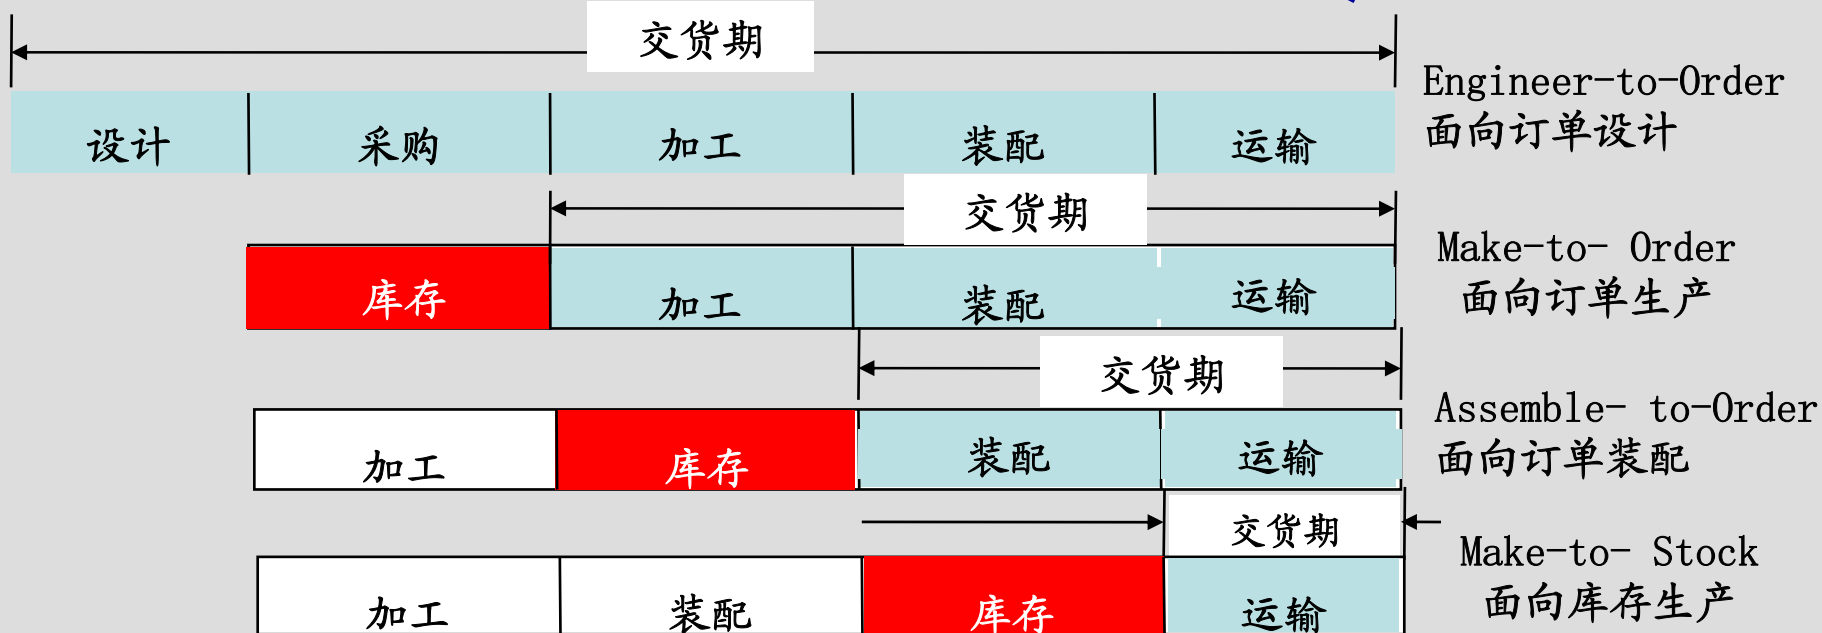 交货期
Engineer-to-Order
面向订单设计
设计 采购 加工 装配 运输
交货期
Make-to- Order
面向订单生产
库存 加工 装配 运输
交货期
Assemble- to-Order
面向订单装配
加工 库存 装配 运输
交货期
Make-to- Stock
面向库存生产
加工 装配 库存 运输